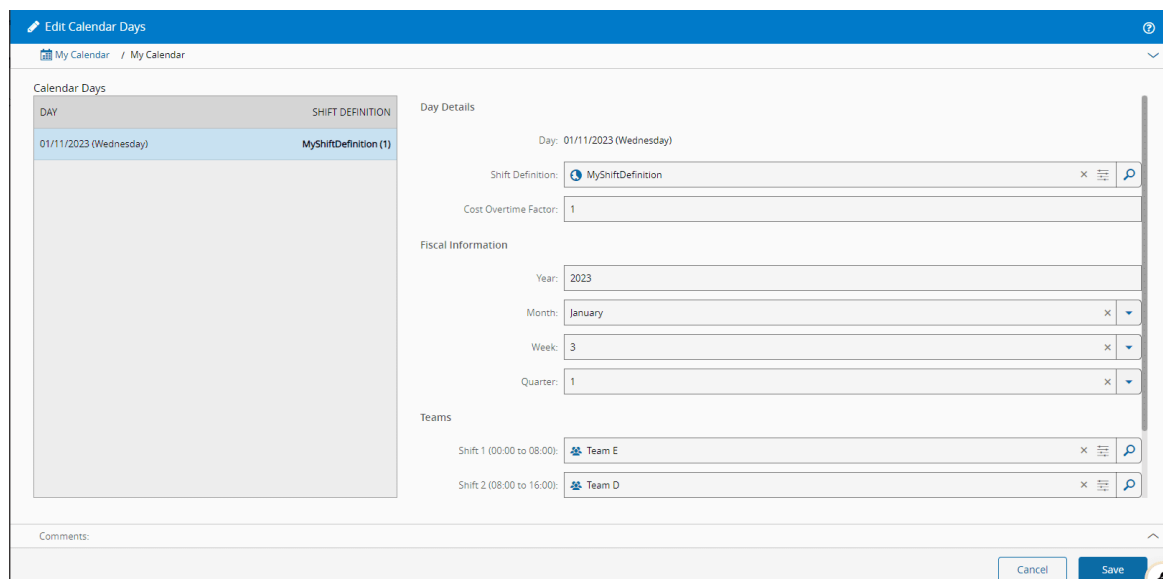 Edit Calendar Days
My Calendar / My Calendar
Calendar Days
DAY SHIFT DEFINITION
01/11/2023 (Wednesday) MyShiftDefinition (1)
Day Details
Day: 01/11/2023 (Wednesday)
Shift Definition: MyShiftDefinition
Cost Overtime Factor: 1
Fiscal Information
Year: 2023
Month: January
Week: 3
Quarter: 1
Teams
Shift 1 (00:00 to 08:00): Team E
Shift 2 (08:00 to 16:00): Team D
Comments:
Cancel Save